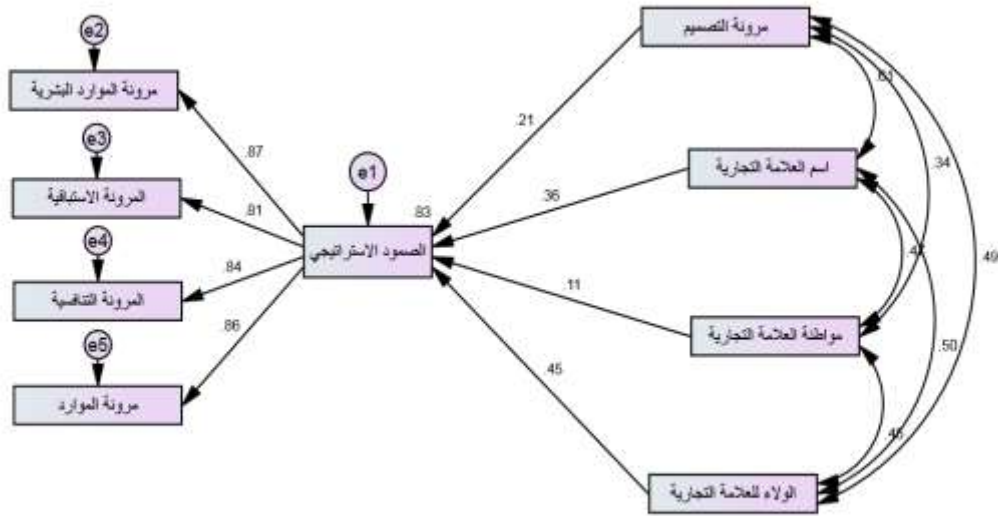 e2
مرونة الموارد البشرية
.87
e3
المرونة الاستباقية
.81
e4
المرونة التنافسية
.84
e5
مرونة الموارد
.86
e1
.83
الصمود الاستراتيجي
.21
.36
.11
.45
مرونة التصميم
اسم العلامة التجارية
مواطنة العلامة التجارية
الولاء للعلامة التجارية
.61
.34
.49
.50